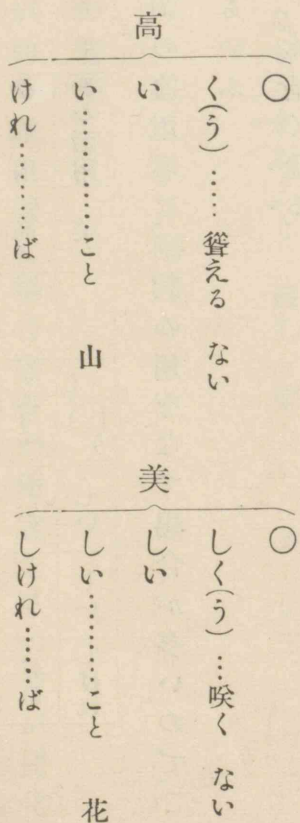 高
〇
く(う)……聳える　ない
い
い…………こと　山
けれ…………ば
美
〇
しく(う)…咲く　ない
しい
しい…………こと　花
しけれ………ば